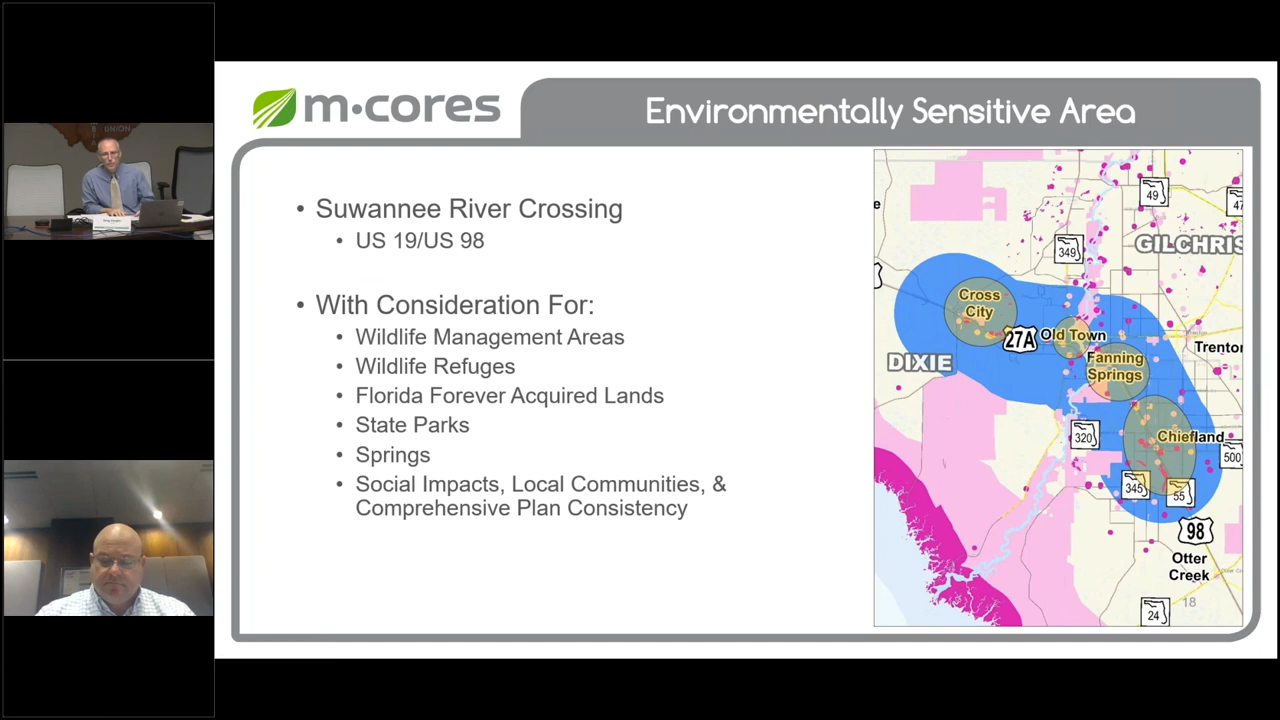 UNION
m•cores
Environmentally Sensitive Area
• Suwannee River Crossing
• US 19/US 98
• With Consideration For:
• Wildlife Management Areas
• Wildlife Refuges
• Florida Forever Acquired Lands
• State Parks
• Springs
• Social Impacts, Local Communities, &
Comprehensive Plan Consistency
49
47
GILCHRIS
349
e
Cross
City
27A
Old Town
DIXIE
Fanning
Springs
Trenton
320
Chiefland
500
345
55
98
Otter
Creek
18
24